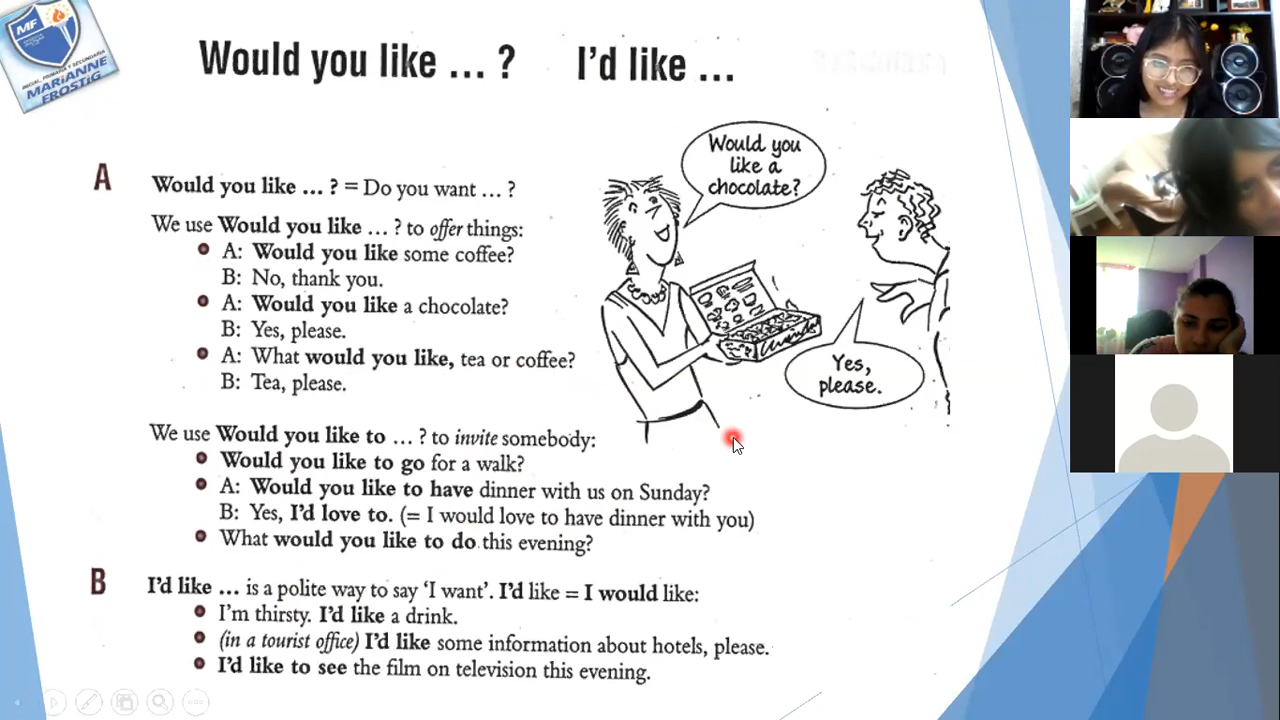 MF
INICIAL, PRIMARIA Y SECUNDARIA
MARIANNE
FROSTIG
Would you like ... ? I'd like ...
Would you
like a
chocolate?
Yes,
please.
A
Would you like ... ? = Do you want ... ?
We use Would you like ... ? to offer things:
• A: Would you like some coffee?
B: No, thank you.
• A: Would you like a chocolate?
B: Yes, please.
• A: What would you like, tea or coffee?
B: Tea, please.
We use Would you like to ... ? to invite somebody:
• Would you like to go for a walk?
• A: Would you like to have dinner with us on Sunday?
B: Yes, I'd love to. (= I would love to have dinner with you)
• What would you like to do this evening?
B
I'd like ... is a polite way to say 'I want'. I'd like = I would like:
• I'm thirsty. I'd like a drink.
• (in a tourist office) I'd like some information about hotels, please.
• I'd like to see the film on television this evening.